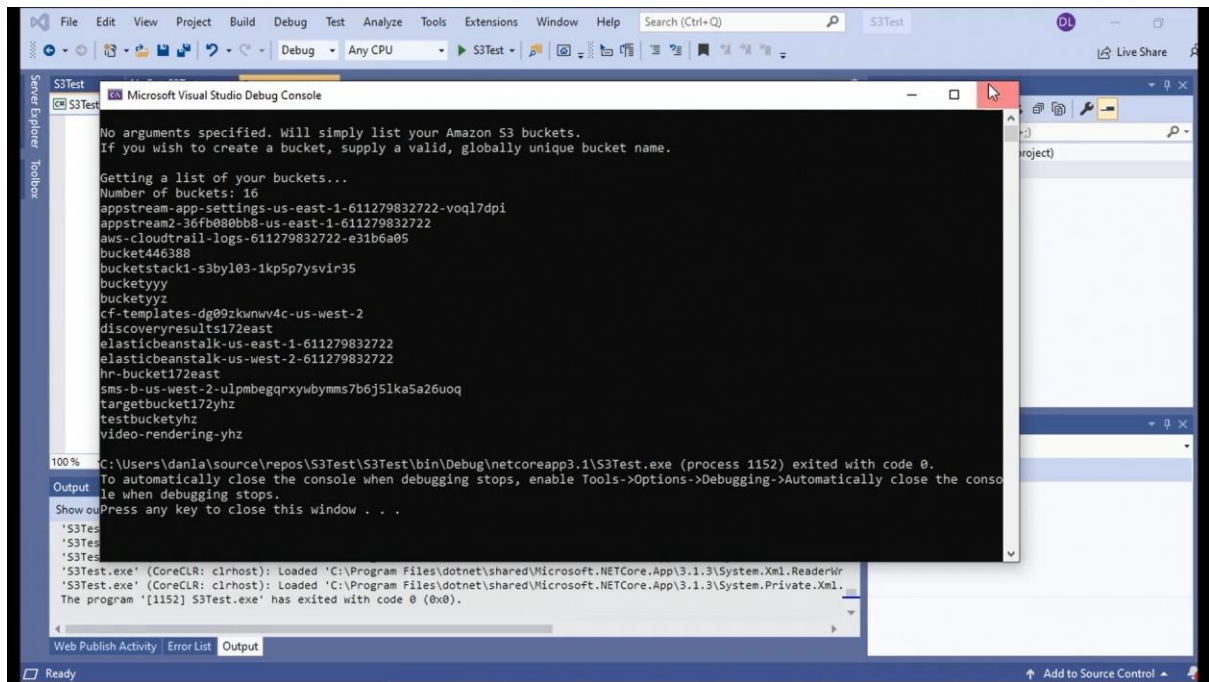 File Edit View Project Build Debug Test Analyze Tools Extensions Window Help Search (Ctrl+Q) S3Test DL
Debug Any CPU S3Test Live Share
Server Explorer
Toolbox
S3Test
C# S3Test
Microsoft Visual Studio Debug Console
No arguments specified. Will simply list your Amazon S3 buckets.
If you wish to create a bucket, supply a valid, globally unique bucket name.
Getting a list of your buckets...
Number of buckets: 16
appstream-app-settings-us-east-1-611279832722-voql7dpi
appstream2-36fb080bb8-us-east-1-611279832722
aws-cloudtrail-logs-611279832722-e31b6a05
bucket446388
bucketstack1-s3byl03-1kp5p7ysvir35
bucketyyy
bucketyyz
cf-templates-dg09zkwnwv4c-us-west-2
discoveryresults172east
elasticbeanstalk-us-east-1-611279832722
elasticbeanstalk-us-west-2-611279832722
hr-bucket172east
sms-b-us-west-2-ulpmbegqrxywbymms7b6j5lka5a26uoq
targetbucket172yhz
testbucketyhz
video-rendering-yhz
C:\Users\danla\source\repos\S3Test\S3Test\bin\Debug\netcoreapp3.1\S3Test.exe (process 1152) exited with code 0.
To automatically close the console when debugging stops, enable Tools->Options->Debugging->Automatically close the conso
le when debugging stops.
Press any key to close this window . . .
+;)
project)
100 %
Output
Show ou
'S3Tes
'S3Tes
'S3Tes
'S3Test.exe' (CoreCLR: clrhost): Loaded 'C:\Program Files\dotnet\shared\Microsoft.NETCore.App\3.1.3\System.Xml.ReaderWr
'S3Test.exe' (CoreCLR: clrhost): Loaded 'C:\Program Files\dotnet\shared\Microsoft.NETCore.App\3.1.3\System.Private.Xml.
The program '[1152] S3Test.exe' has exited with code 0 (0x0).
Web Publish Activity Error List Output
Ready Add to Source Control